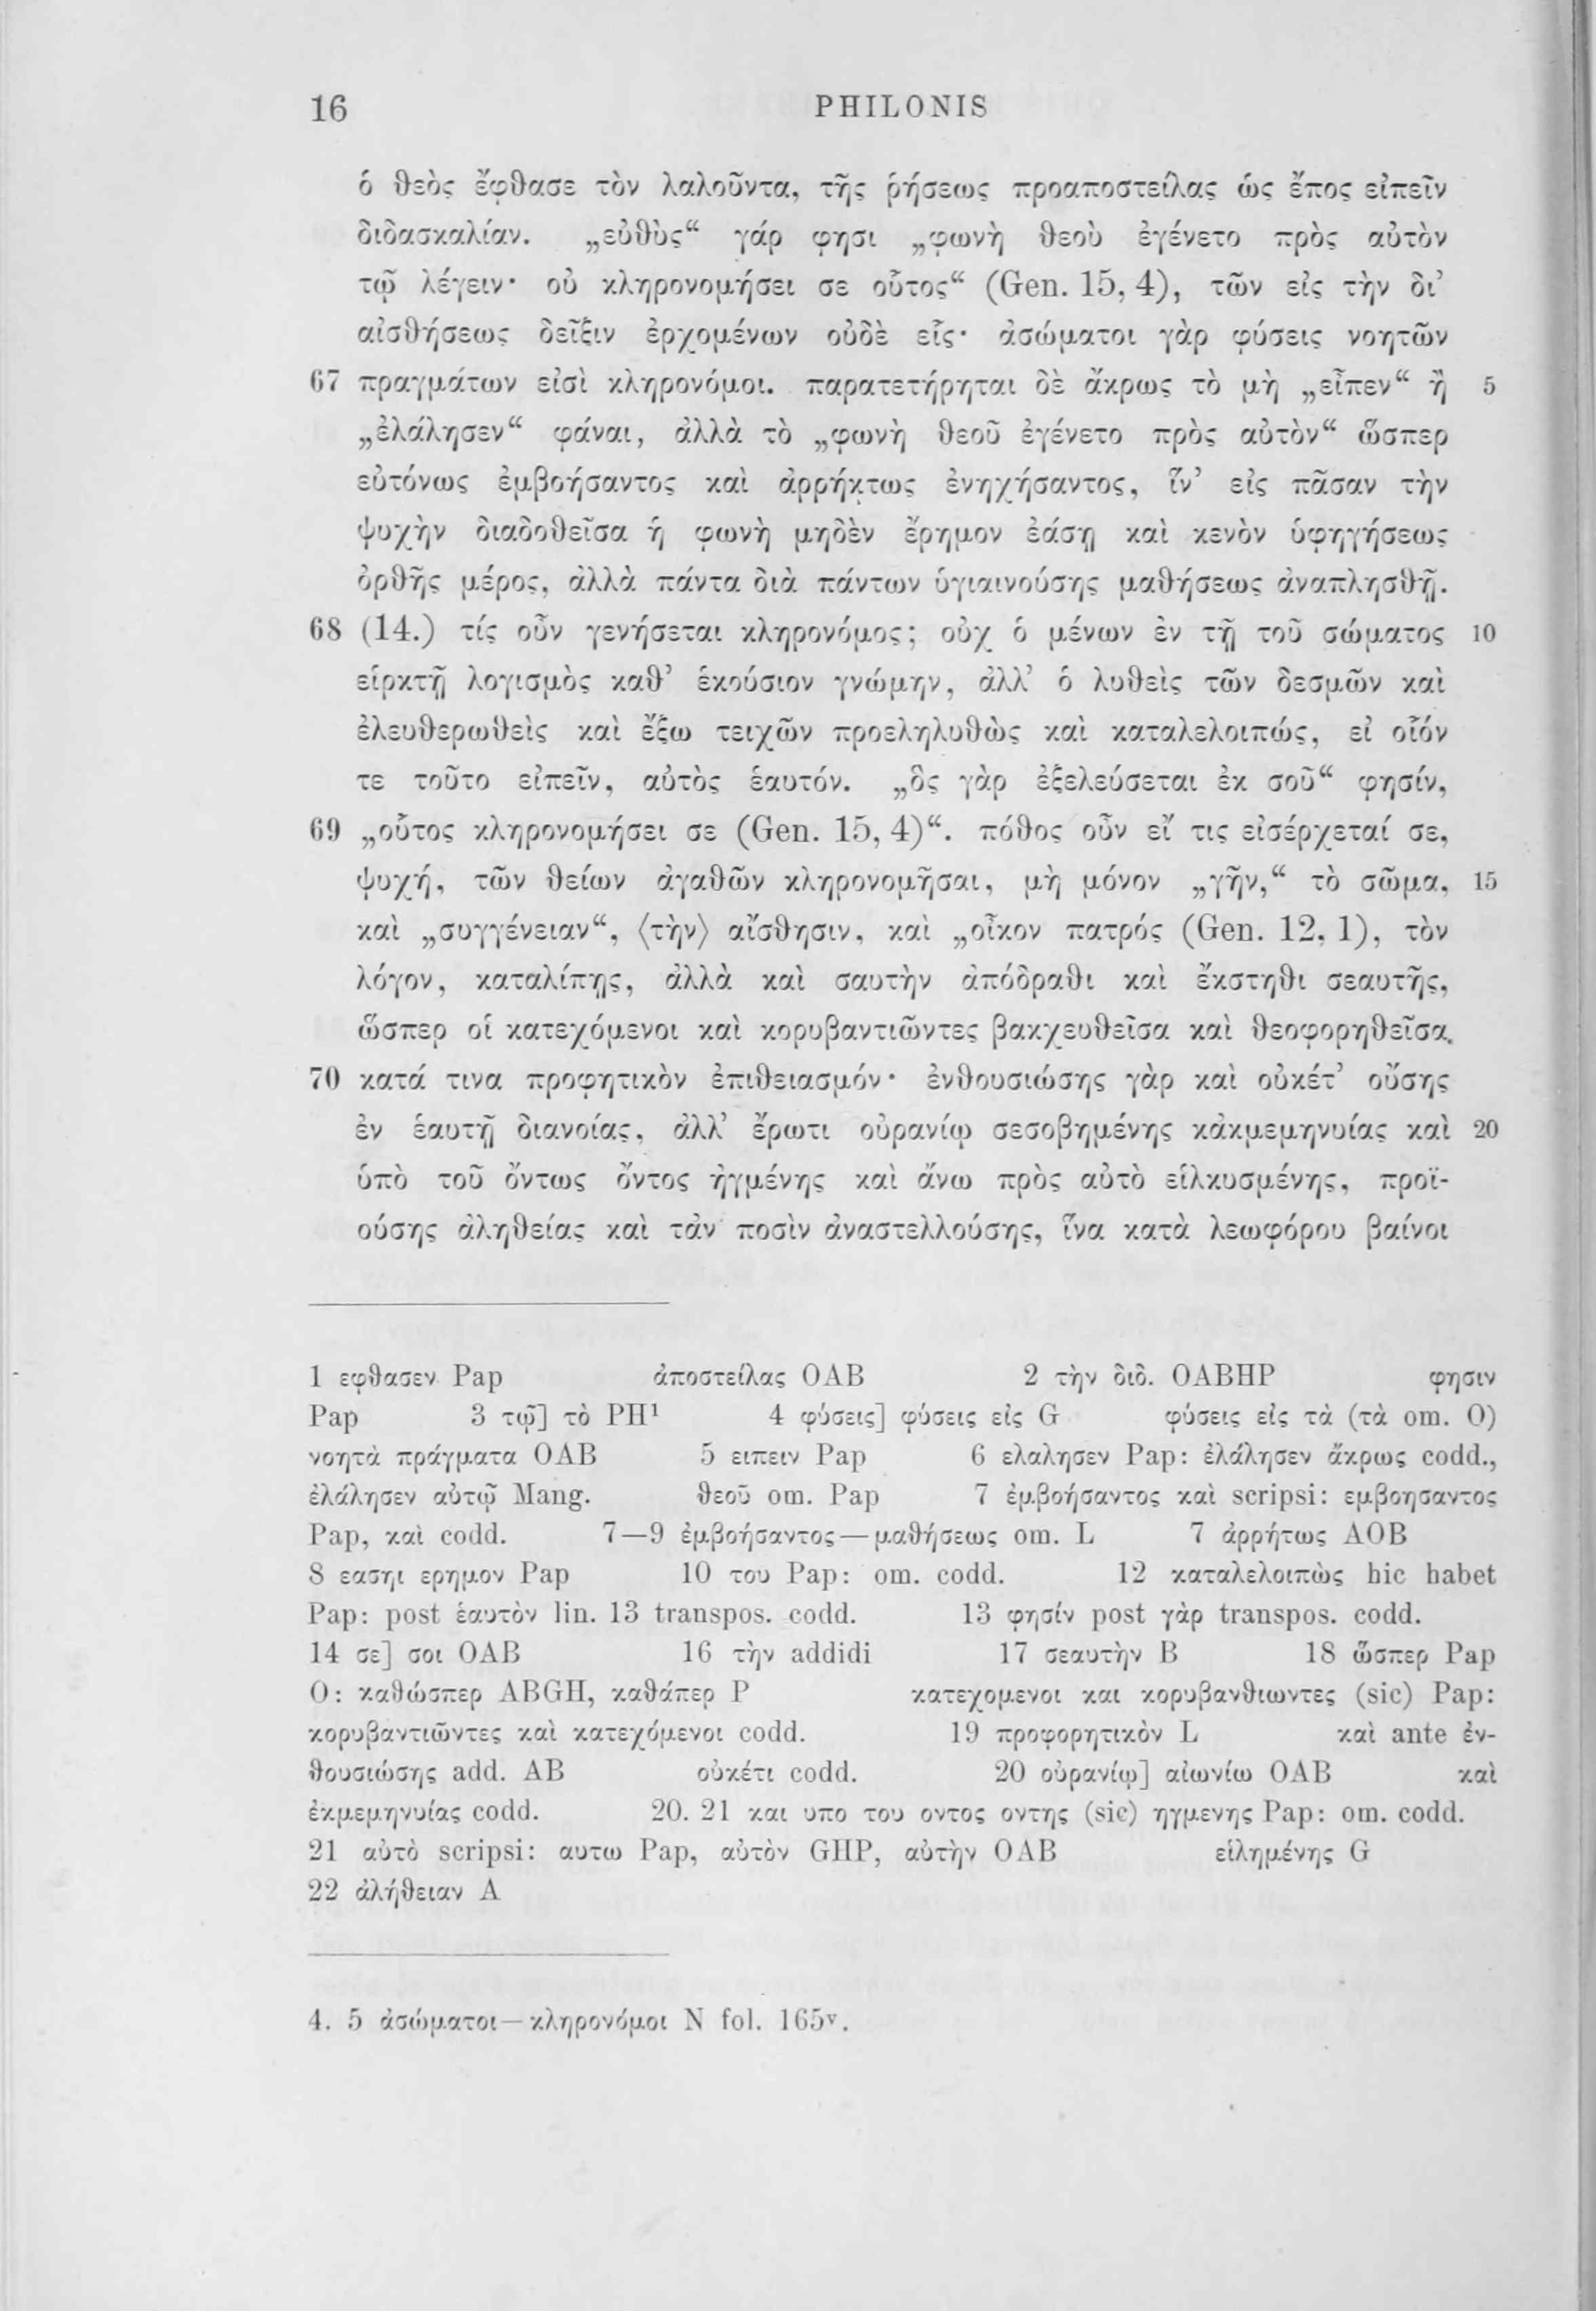 16 PHILONIS
ὁ θεὸς ἔφθασε τὸν λαλοῦντα, τῆς ῥήσεως προαποστείλας ὡς ἔπος εἰπεῖν
διδασκαλίαν. „εὐθὺς“ γάρ φησι „φωνὴ θεοὺ ἐγένετο πρὸς αὐτὸν
τῷ λέγειν· οὐ κληρονομήσει σε οὗτος“ (Gen. 15, 4), τῶν εἰς τὴν δι’
αἰσθήσεως δεῖξιν ἐρχομένων οὐδὲ εἷς· ἀσώματοι γὰρ φύσεις νοητῶν
67 πραγμάτων εἰσὶ κληρονόμοι. παρατετήρηται δὲ ἄκρως τὸ μὴ „εἶπεν“ ἢ 5
„ἐλάλησεν“ φάναι, ἀλλὰ τὸ „φωνὴ θεοῦ ἐγένετο πρὸς αὐτὸν“ ὥσπερ
εὐτόνως ἐμβοήσαντος καὶ ἀρρήκτως ἐνηχήσαντος, ἵν’ εἰς πᾶσαν τὴν
ψυχὴν διαδοθεῖσα ἡ φωνὴ μηδὲν ἔρημον ἐάσῃ καὶ κενὸν ὑφηγήσεως
ὀρθῆς μέρος, ἀλλὰ πάντα διὰ πάντων ὑγιαινούσης μαθήσεως ἀναπλησθῇ.
68 (14.) τίς οὖν γενήσεται κληρονόμος; οὐχ ὁ μένων ἐν τῇ τοῦ σώματος 10
εἱρκτῇ λογισμὸς καθ’ ἑκούσιον γνώμην, ἀλλ’ ὁ λυθεὶς τῶν δεσμῶν καὶ
ἐλευθερωθεὶς καὶ ἔξω τειχῶν προεληλυθὼς καὶ καταλελοιπώς, εἰ οἷόν
τε τοῦτο εἰπεῖν, αὐτὸς ἑαυτόν. „ὃς γὰρ ἐξελεύσεται ἐκ σοῦ“ φησίν,
69 „οὗτος κληρονομήσει σε (Gen. 15, 4)“. πόθος οὖν εἴ τις εἰσέρχεταί σε,
ψυχή, τῶν θείων ἀγαθῶν κληρονομῆσαι, μὴ μόνον „γῆν,“ τὸ σῶμα, 15
καὶ „συγγένειαν“, ⟨τὴν⟩ αἴσθησιν, καὶ „οἶκον πατρός (Gen. 12, 1), τὸν
λόγον, καταλίπῃς, ἀλλὰ καὶ σαυτὴν ἀπόδραθι καὶ ἔκστηθι σεαυτῆς,
ὥσπερ οἱ κατεχόμενοι καὶ κορυβαντιῶντες βακχευθεῖσα καὶ θεοφορηθεῖσα
70 κατά τινα προφητικὸν ἐπιθειασμόν· ἐνθουσιώσης γὰρ καὶ οὐκέτ’ οὔσης
ἐν ἑαυτῇ διανοίας, ἀλλ’ ἔρωτι οὐρανίῳ σεσοβημένης κἀκμεμηνυίας καὶ 20
ὑπὸ τοῦ ὄντως ὄντος ἠγμένης καὶ ἄνω πρὸς αὐτὸ εἱλκυσμένης, προϊ-
ούσης ἀληθείας καὶ τἀν ποσὶν ἀναστελλούσης, ἵνα κατὰ λεωφόρου βαίνοι
1 εφθασεν Pap ἀποστείλας OAB 2 τὴν διδ. OABHP φησιν
Pap 3 τῷ] τὸ PH¹ 4 φύσεις] φύσεις εἰς G φύσεις εἰς τὰ (τὰ om. O)
νοητὰ πράγματα OAB 5 ειπειν Pap 6 ελαλησεν Pap: ἐλάλησεν ἄκρως codd.,
ἐλάλησεν αὐτῷ Mang. θεοῦ om. Pap 7 ἐμβοήσαντος καὶ scripsi: εμβοησαντος
Pap, καὶ codd. 7—9 ἐμβοήσαντος—μαθήσεως om. L 7 ἀρρήτως AOB
8 εασηι ερημον Pap 10 του Pap: om. codd. 12 καταλελοιπὼς hic habet
Pap: post ἑαυτὸν lin. 13 transpos. codd. 13 φησίν post γὰρ transpos. codd.
14 σε] σοι OAB 16 τὴν addidi 17 σεαυτὴν B 18 ὥσπερ Pap
O: καθώσπερ ABGH, καθάπερ P κατεχομενοι και κορυβανθιωντες (sic) Pap:
κορυβαντιῶντες καὶ κατεχόμενοι codd. 19 προφορητικὸν L καὶ ante ἐν-
θουσιώσης add. AB οὐκέτι codd. 20 οὐρανίῳ] αἰωνίω OAB καὶ
ἐκμεμηνυίας codd. 20. 21 και υπο του οντος οντης (sic) ηγμενης Pap: om. codd.
21 αὐτὸ scripsi: αυτω Pap, αὐτὸν GHP, αὐτὴν OAB εἱλημένης G
22 ἀλήθειαν A
4. 5 ἀσώματοι—κληρονόμοι N fol. 165ᵛ.